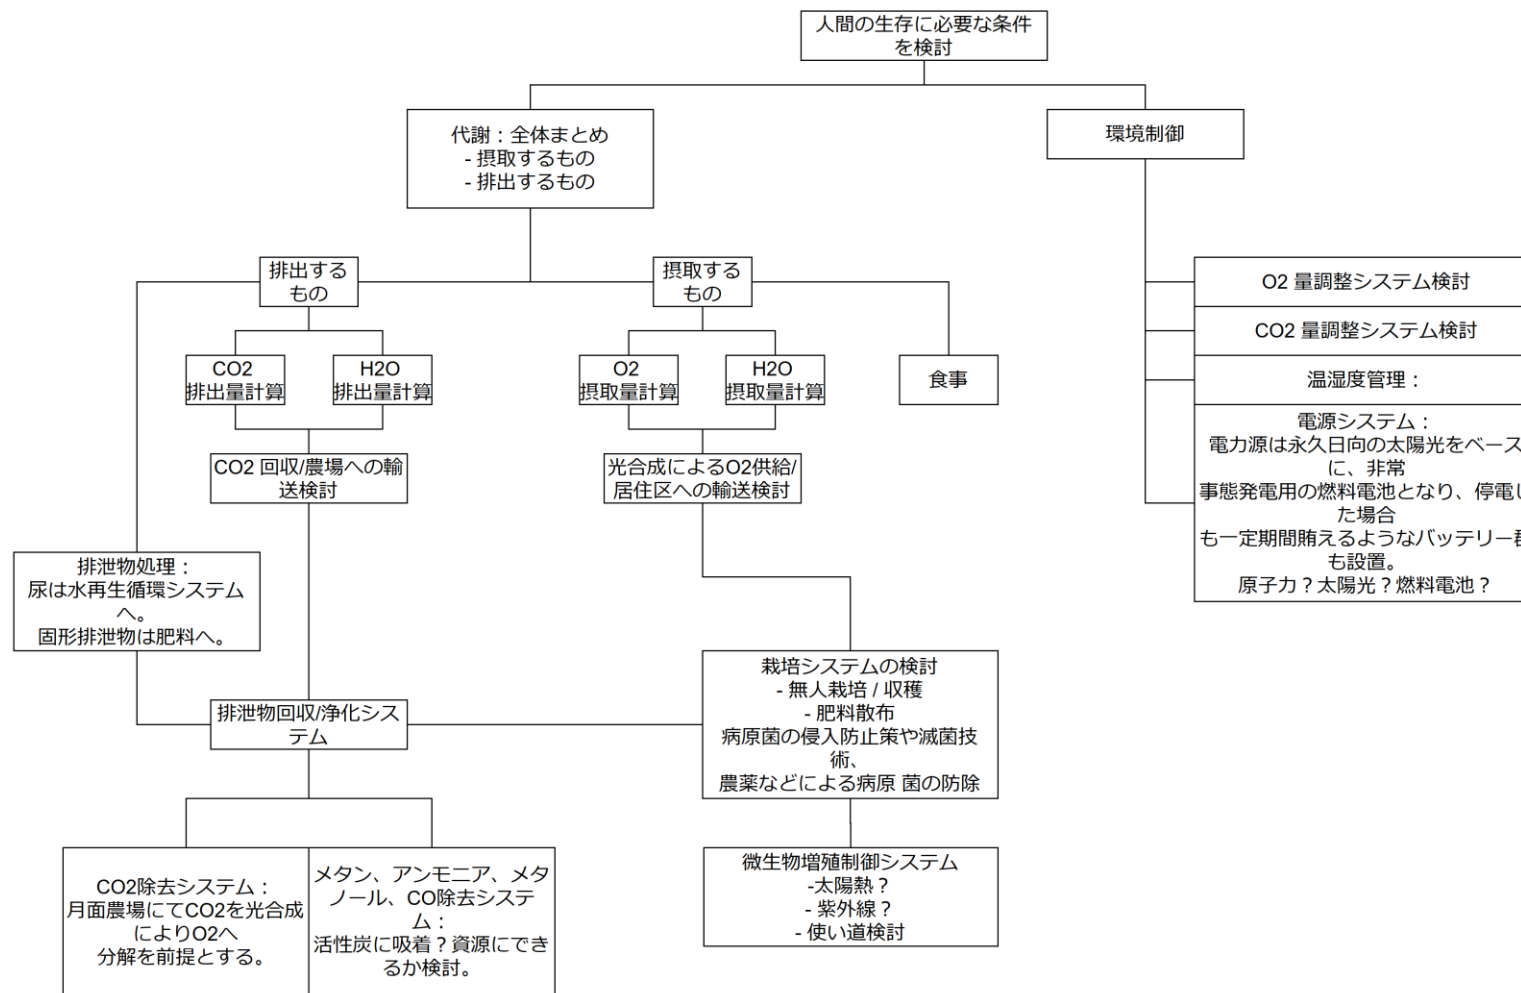 人間の生存に必要な条件
を検討
代謝：全体まとめ
- 摂取するもの
- 排出するもの
環境制御
排出する
もの
摂取する
もの
CO2
排出量計算
H2O
排出量計算
O2
摂取量計算
H2O
摂取量計算
食事
O2 量調整システム検討
CO2 量調整システム検討
温湿度管理：
電源システム：
電力源は永久日向の太陽光をベース
に、非常
事態発電用の燃料電池となり、停電し
た場合
も一定期間賄えるようなバッテリー群
も設置。
原子力？太陽光？燃料電池？
CO2 回収/農場への輸
送検討
光合成によるO2供給/
居住区への輸送検討
排泄物処理：
尿は水再生循環システム
へ。
固形排泄物は肥料へ。
排泄物回収/浄化シス
テム
栽培システムの検討
- 無人栽培 / 収穫
- 肥料散布
病原菌の侵入防止策や滅菌技
術、
農薬などによる病原 菌の防除
CO2除去システム：
月面農場にてCO2を光合成
によりO2へ
分解を前提とする。
メタン、アンモニア、メタ
ノール、CO除去システ
ム：
活性炭に吸着？資源にでき
るか検討。
微生物増殖制御システム
-太陽熱？
- 紫外線？
- 使い道検討